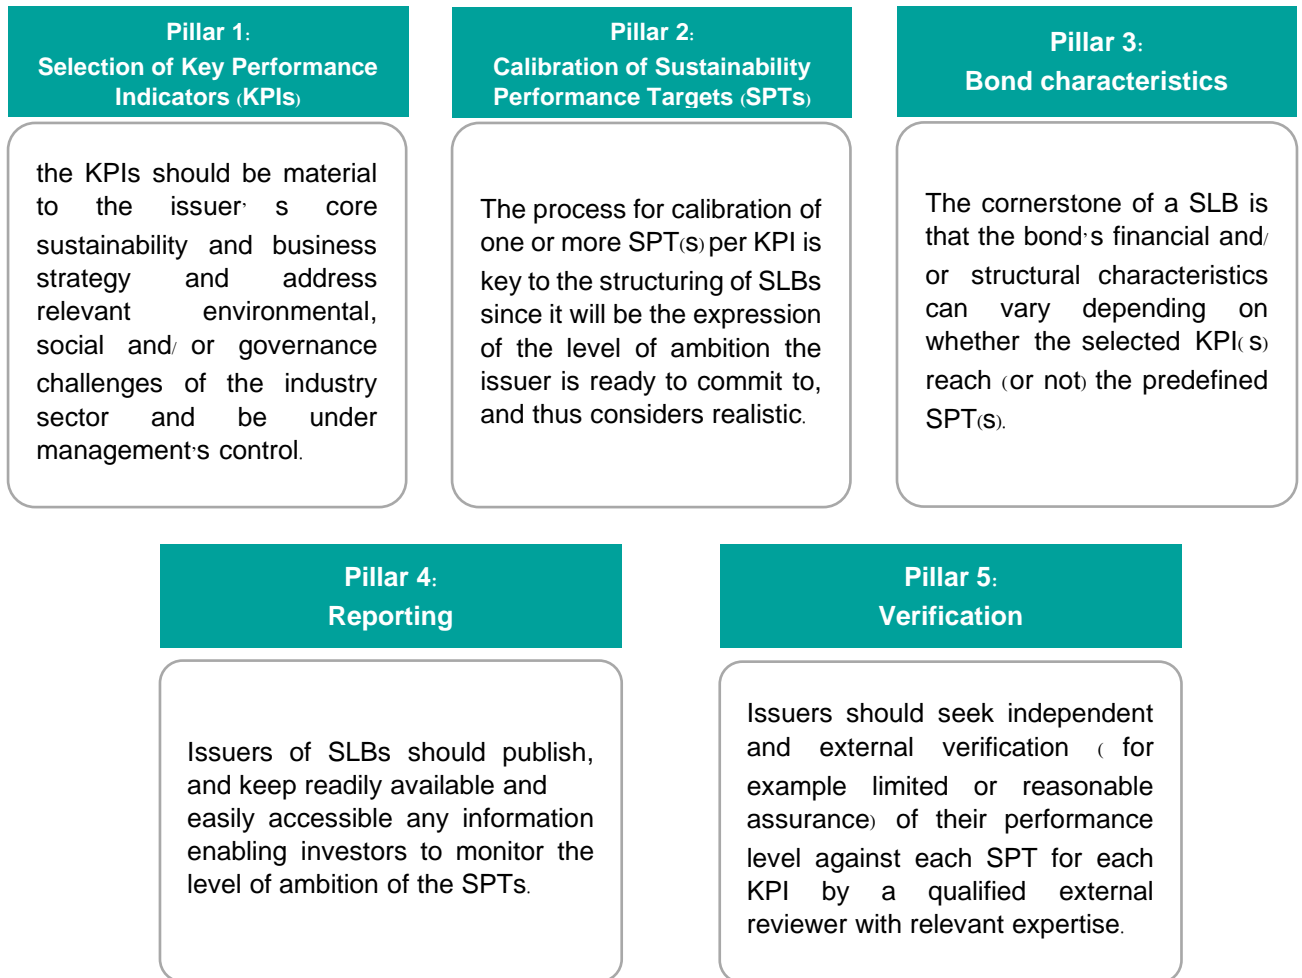 Pillar 1:
Selection of Key Performance
Indicators (KPIs)
the KPIs should be material
to the issuer's core
sustainability and business
strategy and address
relevant environmental,
social and/ or governance
challenges of the industry
sector and be under
management's control.
Pillar 2:
Calibration of Sustainability
Performance Targets (SPTs)
The process for calibration of
one or more SPT(s) per KPI is
key to the structuring of SLBs
since it will be the expression
of the level of ambition the
issuer is ready to commit to,
and thus considers realistic.
Pillar 3:
Bond characteristics
The cornerstone of a SLB is
that the bond's financial and/
or structural characteristics
can vary depending on
whether the selected KPI(s)
reach (or not) the predefined
SPT(s).
Pillar 4:
Reporting
Issuers of SLBs should publish,
and keep readily available and
easily accessible any information
enabling investors to monitor the
level of ambition of the SPTs.
Pillar 5:
Verification
Issuers should seek independent
and external verification ( for
example limited or reasonable
assurance) of their performance
level against each SPT for each
KPI by a qualified external
reviewer with relevant expertise.